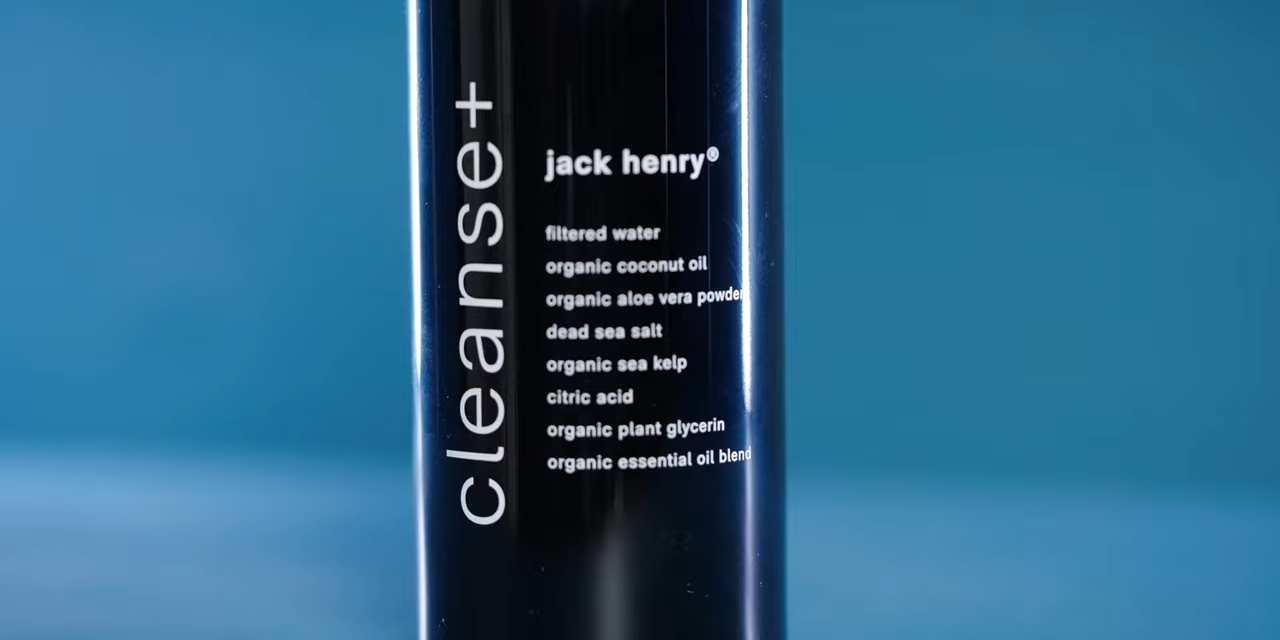 cleanse+
jack henry®
filtered water
organic coconut oil
organic aloe vera powder
dead sea salt
organic sea kelp
citric acid
organic plant glycerin
organic essential oil blend